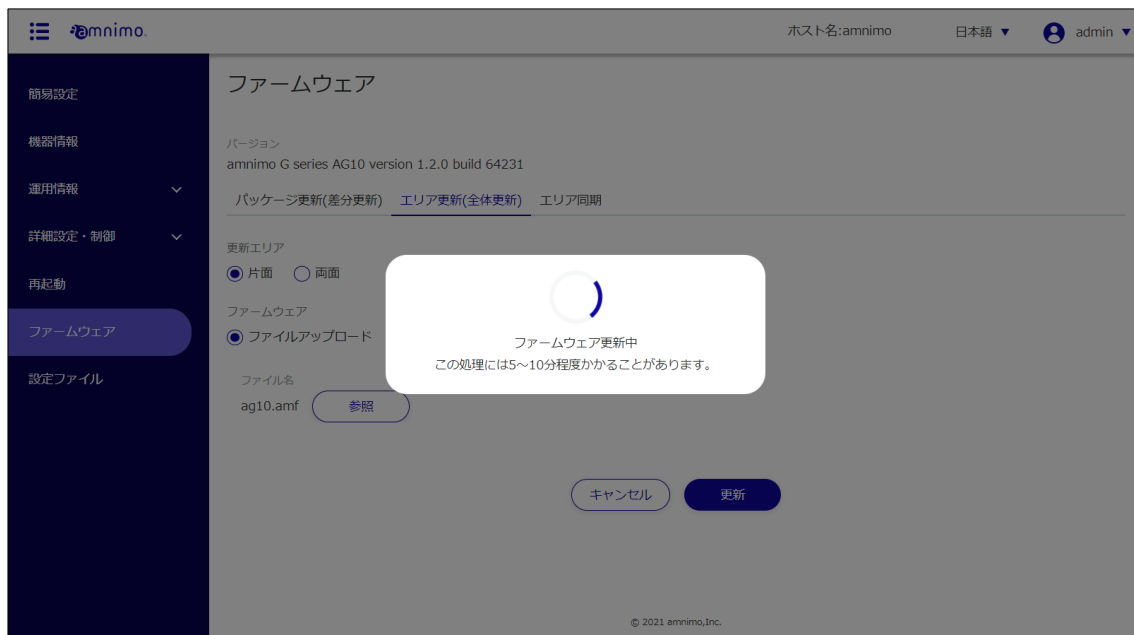 amnimo.
ホスト名:amnimo
日本語 ▼
admin ▼
簡易設定
機器情報
運用情報
詳細設定・制御
再起動
ファームウェア
設定ファイル
ファームウェア
バージョン
amnimo G series AG10 version 1.2.0 build 64231
パッケージ更新(差分更新) エリア更新(全体更新) エリア同期
更新エリア
片面 両面
ファームウェア
ファイルアップロード
ファイル名
ag10.amf 参照
ファームウェア更新中
この処理には5～10分程度かかることがあります。
キャンセル 更新
© 2021 amnimo,Inc.